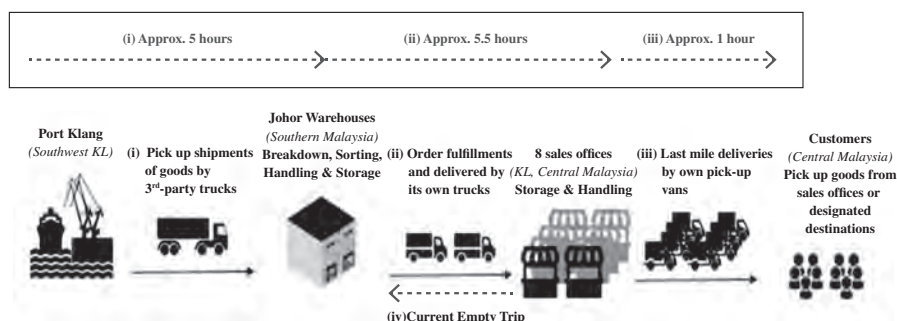 (i) Approx. 5 hours
(ii) Approx. 5.5 hours
(iii) Approx. 1 hour
Port Klang
(Southwest KL)
(i) Pick up shipments
of goods by
3rd-party trucks
Johor Warehouses
(Southern Malaysia)
Breakdown, Sorting,
Handling & Storage
(ii) Order fulfillments
and delivered by
its own trucks
8 sales offices
(KL, Central Malaysia)
Storage & Handling
(iii) Last mile deliveries
by own pick-up
vans
Customers
(Central Malaysia)
Pick up goods from
sales offices or
designated
destinations
(iv)Current Empty Trip